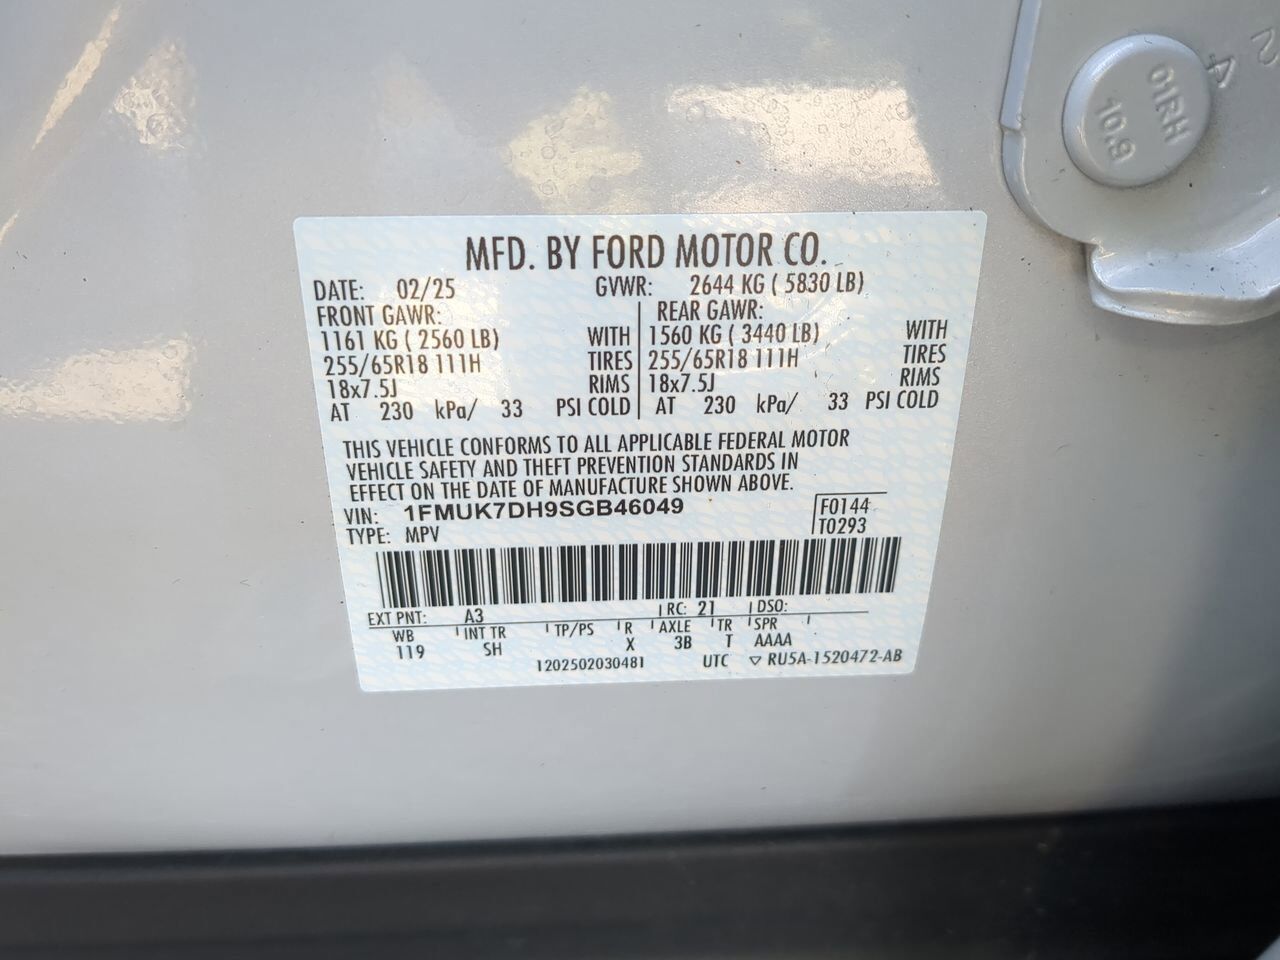 2
4
01RH
10.9
MFD. BY FORD MOTOR CO.
DATE: 02/25 GVWR: 2644 KG ( 5830 LB)
FRONT GAWR: REAR GAWR:
1161 KG ( 2560 LB) WITH 1560 KG ( 3440 LB) WITH
255/65R18 111H TIRES 255/65R18 111H TIRES
18x7.5J RIMS 18x7.5J RIMS
AT 230 kPa/ 33 PSI COLD AT 230 kPa/ 33 PSI COLD
THIS VEHICLE CONFORMS TO ALL APPLICABLE FEDERAL MOTOR
VEHICLE SAFETY AND THEFT PREVENTION STANDARDS IN
EFFECT ON THE DATE OF MANUFACTURE SHOWN ABOVE.
VIN: 1FMUK7DH9SGB46049 F0144
TYPE: MPV T0293
EXT PNT: A3 RC: 21 DSO:
WB INT TR TP/PS R AXLE TR SPR
119 SH X 3B T AAAA
1202502030481 UTC ▽ RU5A-1520472-AB